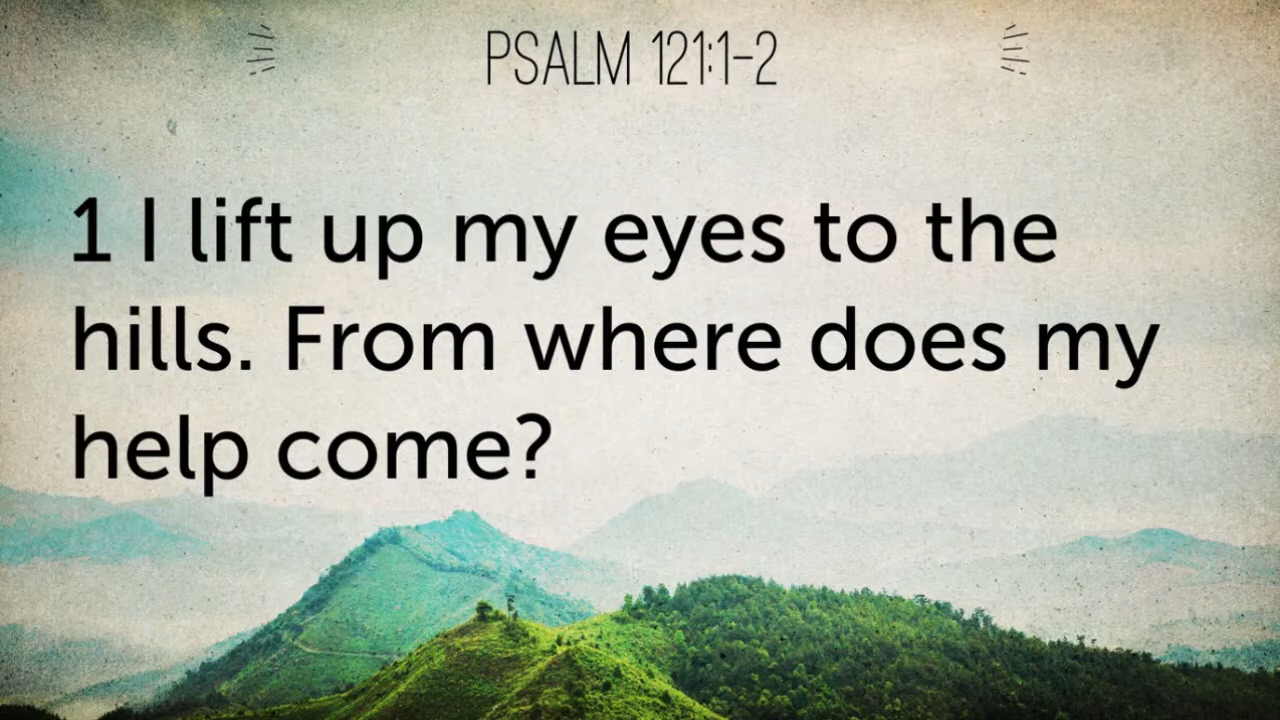 PSALM 121:1-2
1 I lift up my eyes to the
hills. From where does my
help come?